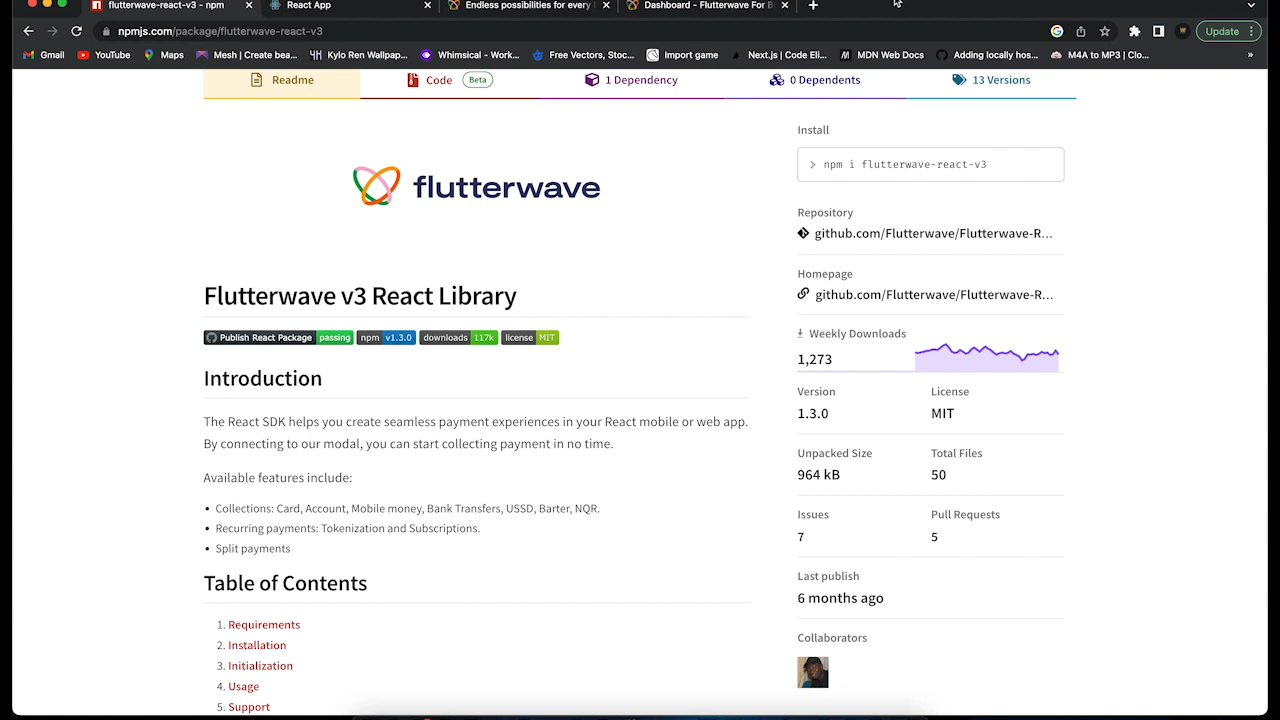 flutterwave-react-v3 - npm
React App
Endless possibilities for every
Dashboard - Flutterwave For B
npmjs.com/package/flutterwave-react-v3
Update
Gmail
YouTube
Maps
Mesh | Create bea...
Kylo Ren Wallpap...
Whimsical - Work...
Free Vectors, Stoc...
Import game
Next.js | Code Eli...
MDN Web Docs
Adding locally hos...
M4A to MP3 | Clo...
»
Readme
Code Beta
1 Dependency
0 Dependents
13 Versions
flutterwave
Flutterwave v3 React Library
Publish React Package passing npm v1.3.0 downloads 117k license MIT
Introduction
The React SDK helps you create seamless payment experiences in your React mobile or web app.
By connecting to our modal, you can start collecting payment in no time.
Available features include:
• Collections: Card, Account, Mobile money, Bank Transfers, USSD, Barter, NQR.
• Recurring payments: Tokenization and Subscriptions.
• Split payments
Table of Contents
1. Requirements
2. Installation
3. Initialization
4. Usage
5. Support
Install
> npm i flutterwave-react-v3
Repository
github.com/Flutterwave/Flutterwave-R...
Homepage
github.com/Flutterwave/Flutterwave-R...
Weekly Downloads
1,273
Version
1.3.0
License
MIT
Unpacked Size
964 kB
Total Files
50
Issues
7
Pull Requests
5
Last publish
6 months ago
Collaborators